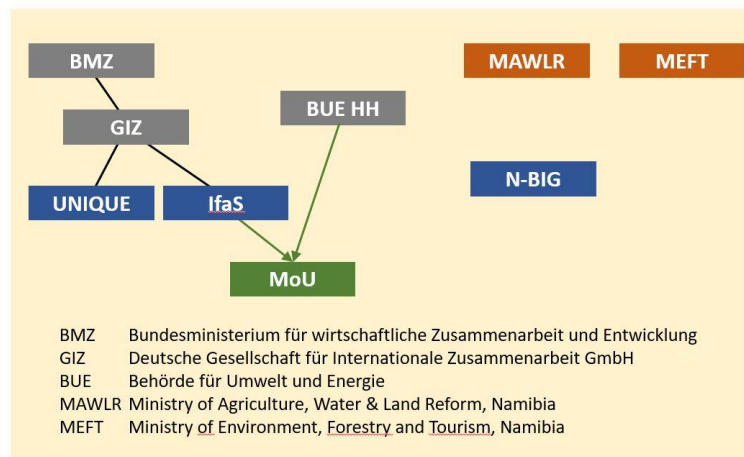 BMZ
MAWLR
MEFT
BUE HH
GIZ
N-BIG
UNIQUE
IfaS
MoU
BMZ Bundesministerium für wirtschaftliche Zusammenarbeit und Entwicklung
GIZ Deutsche Gesellschaft für Internationale Zusammenarbeit GmbH
BUE Behörde für Umwelt und Energie
MAWLR Ministry of Agriculture, Water & Land Reform, Namibia
MEFT Ministry of Environment, Forestry and Tourism, Namibia